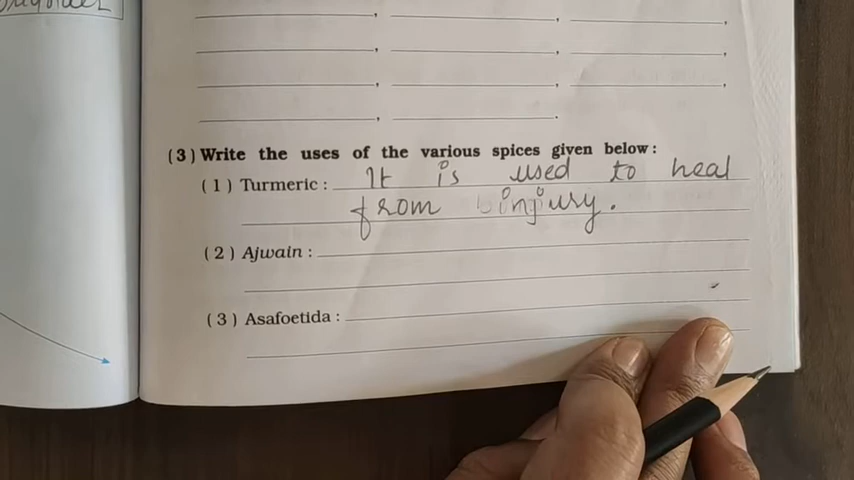 (3) Write the uses of the various spices given below :
(1) Turmeric : It is used to heal
from injury.
(2) Ajwain :
(3) Asafoetida :